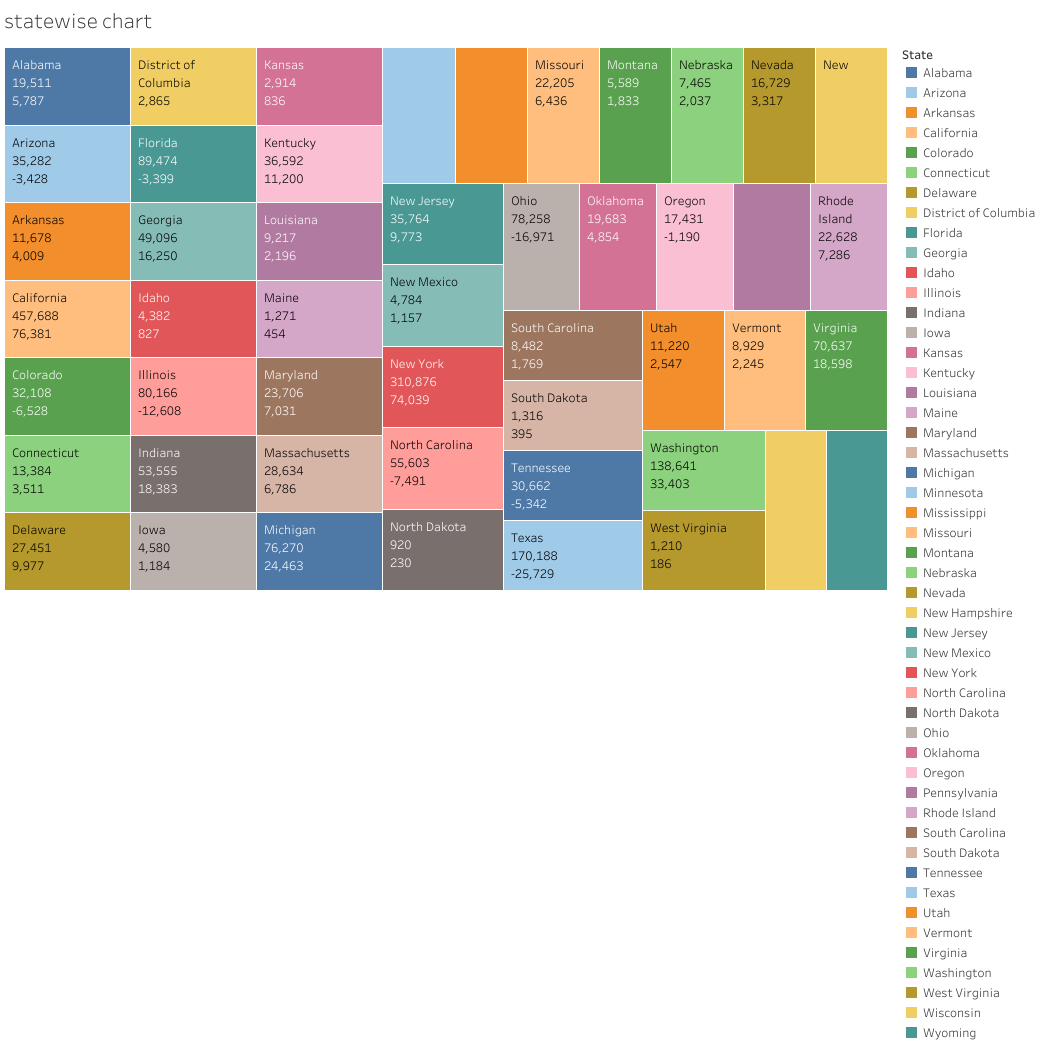 statewise chart
Alabama
19,511
5,787
Arizona
35,282
-3,428
Arkansas
11,678
4,009
California
457,688
76,381
Colorado
32,108
-6,528
Connecticut
13,384
3,511
Delaware
27,451
9,977
District of
Columbia
2,865
Florida
89,474
-3,399
Georgia
49,096
16,250
Idaho
4,382
827
Illinois
80,166
-12,608
Indiana
53,555
18,383
Iowa
4,580
1,184
Kansas
2,914
836
Kentucky
36,592
11,200
Louisiana
9,217
2,196
Maine
1,271
454
Maryland
23,706
7,031
Massachusetts
28,634
6,786
Michigan
76,270
24,463
Missouri
22,205
6,436
Montana
5,589
1,833
Nebraska
7,465
2,037
Nevada
16,729
3,317
New
New Jersey
35,764
9,773
New Mexico
4,784
1,157
New York
310,876
74,039
North Carolina
55,603
-7,491
North Dakota
920
230
Ohio
78,258
-16,971
Oklahoma
19,683
4,854
Oregon
17,431
-1,190
Rhode
Island
22,628
7,286
South Carolina
8,482
1,769
South Dakota
1,316
395
Tennessee
30,662
-5,342
Texas
170,188
-25,729
Utah
11,220
2,547
Vermont
8,929
2,245
Virginia
70,637
18,598
Washington
138,641
33,403
West Virginia
1,210
186
State
Alabama
Arizona
Arkansas
California
Colorado
Connecticut
Delaware
District of Columbia
Florida
Georgia
Idaho
Illinois
Indiana
Iowa
Kansas
Kentucky
Louisiana
Maine
Maryland
Massachusetts
Michigan
Minnesota
Mississippi
Missouri
Montana
Nebraska
Nevada
New Hampshire
New Jersey
New Mexico
New York
North Carolina
North Dakota
Ohio
Oklahoma
Oregon
Pennsylvania
Rhode Island
South Carolina
South Dakota
Tennessee
Texas
Utah
Vermont
Virginia
Washington
West Virginia
Wisconsin
Wyoming